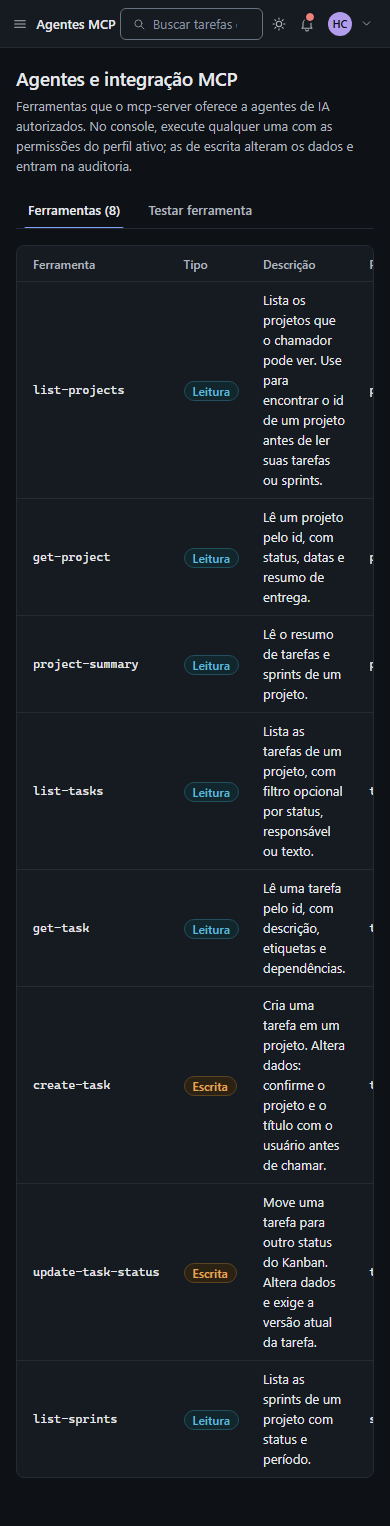 Agentes MCP
Buscar tarefas
HC
Agentes e integração MCP
Ferramentas que o mcp-server oferece a agentes de IA
autorizados. No console, execute qualquer uma com as
permissões do perfil ativo; as de escrita alteram os dados e
entram na auditoria.
Ferramentas (8)
Testar ferramenta
Ferramenta Tipo Descrição
list-projects
Leitura
Lista os
projetos que
o chamador
pode ver. Use
para
encontrar o id
de um projeto
antes de ler
suas tarefas
ou sprints.
get-project
Leitura
Lê um projeto
pelo id, com
status, datas e
resumo de
entrega.
project-summary
Leitura
Lê o resumo
de tarefas e
sprints de um
projeto.
list-tasks
Leitura
Lista as
tarefas de um
projeto, com
filtro opcional
por status,
responsável
ou texto.
get-task
Leitura
Lê uma tarefa
pelo id, com
descrição,
etiquetas e
dependências.
create-task
Escrita
Cria uma
tarefa em um
projeto. Altera
dados:
confirme o
projeto e o
título com o
usuário antes
de chamar.
update-task-status
Escrita
Move uma
tarefa para
outro status
do Kanban.
Altera dados
e exige a
versão atual
da tarefa.
list-sprints
Leitura
Lista as
sprints de um
projeto com
status e
período.